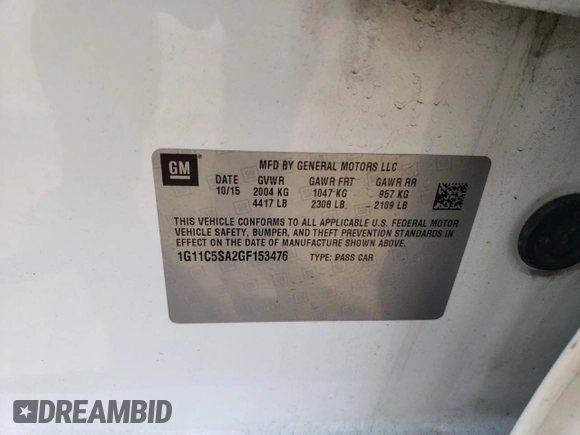 GM
MFD BY GENERAL MOTORS LLC
DATE GVWR GAWR FRT GAWR RR
10/15 2004 KG 1047 KG 957 KG
4417 LB 2308 LB 2109 LB
THIS VEHICLE CONFORMS TO ALL APPLICABLE U.S. FEDERAL MOTOR
VEHICLE SAFETY, BUMPER, AND THEFT PREVENTION STANDARDS IN
EFFECT ON THE DATE OF MANUFACTURE SHOWN ABOVE.
1G11C5SA2GF153476 TYPE: PASS CAR
DREAMBID